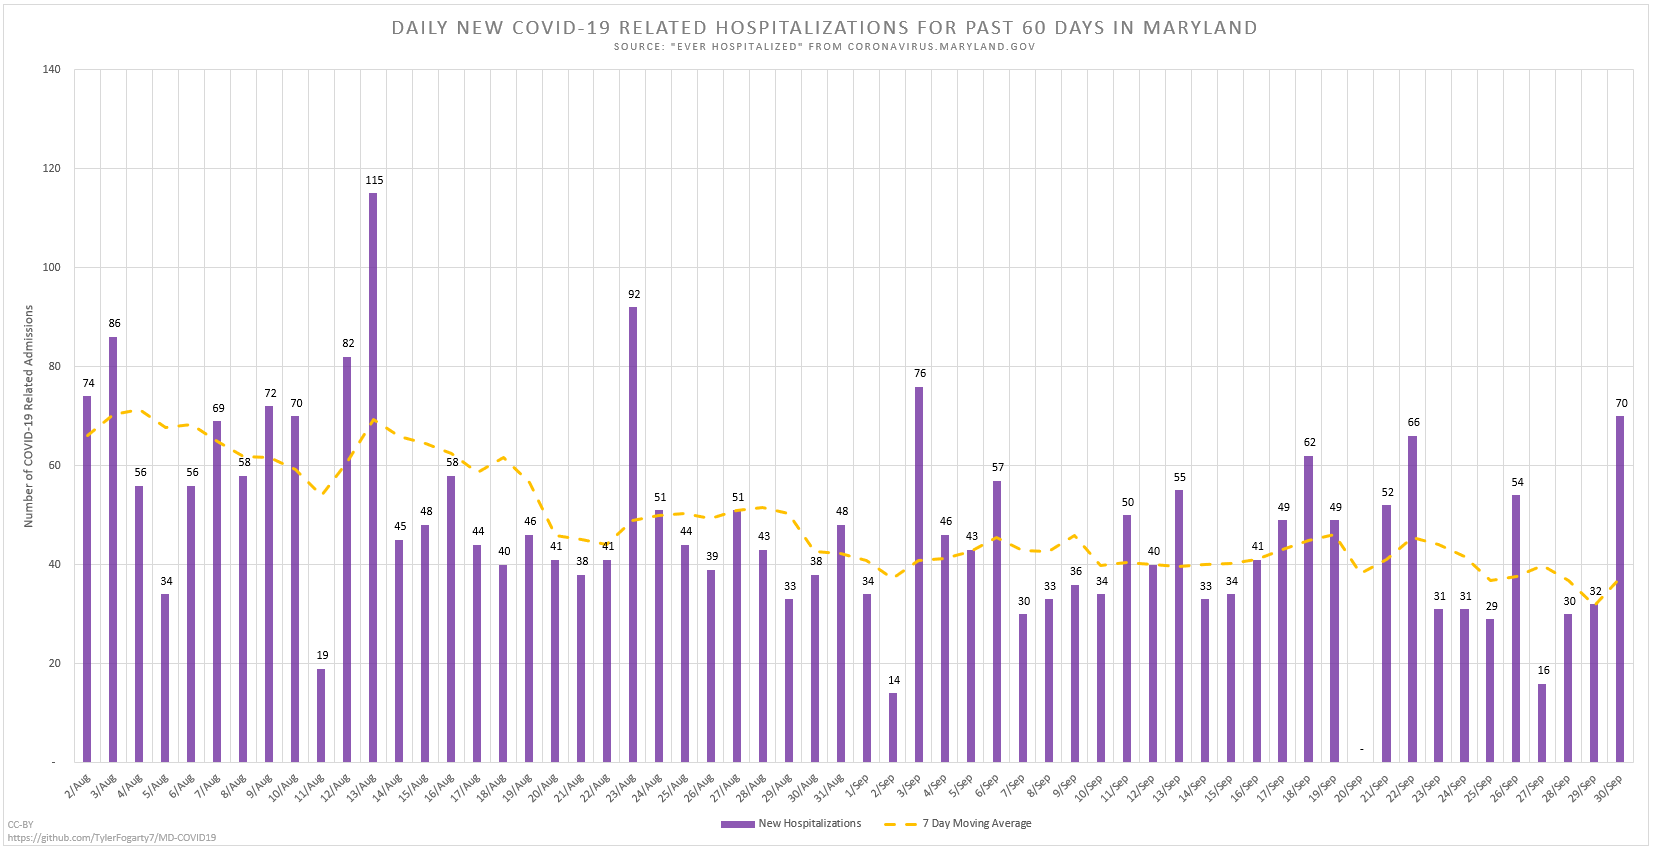 DAILY NEW COVID-19 RELATED HOSPITALIZATIONS FOR PAST 60 DAYS IN MARYLAND
SOURCE: "EVER HOSPITALIZED" FROM CORONAVIRUS.MARYLAND.GOV
Number of COVID-19 Related Admissions
140
120
100
80
60
40
20
-
74
86
56
34
56
69
58
72
70
19
82
115
45
48
58
44
40
46
41
38
41
92
51
44
39
51
43
33
38
48
34
14
76
46
43
57
30
33
36
34
50
40
55
33
34
41
49
62
49
-
52
66
31
31
29
54
16
30
32
70
2/Aug
3/Aug
4/Aug
5/Aug
6/Aug
7/Aug
8/Aug
9/Aug
10/Aug
11/Aug
12/Aug
13/Aug
14/Aug
15/Aug
16/Aug
17/Aug
18/Aug
19/Aug
20/Aug
21/Aug
22/Aug
23/Aug
24/Aug
25/Aug
26/Aug
27/Aug
28/Aug
29/Aug
30/Aug
31/Aug
1/Sep
2/Sep
3/Sep
4/Sep
5/Sep
6/Sep
7/Sep
8/Sep
9/Sep
10/Sep
11/Sep
12/Sep
13/Sep
14/Sep
15/Sep
16/Sep
17/Sep
18/Sep
19/Sep
20/Sep
21/Sep
22/Sep
23/Sep
24/Sep
25/Sep
26/Sep
27/Sep
28/Sep
29/Sep
30/Sep
New Hospitalizations
7 Day Moving Average
CC-BY
https://github.com/TylerFogarty7/MD-COVID19